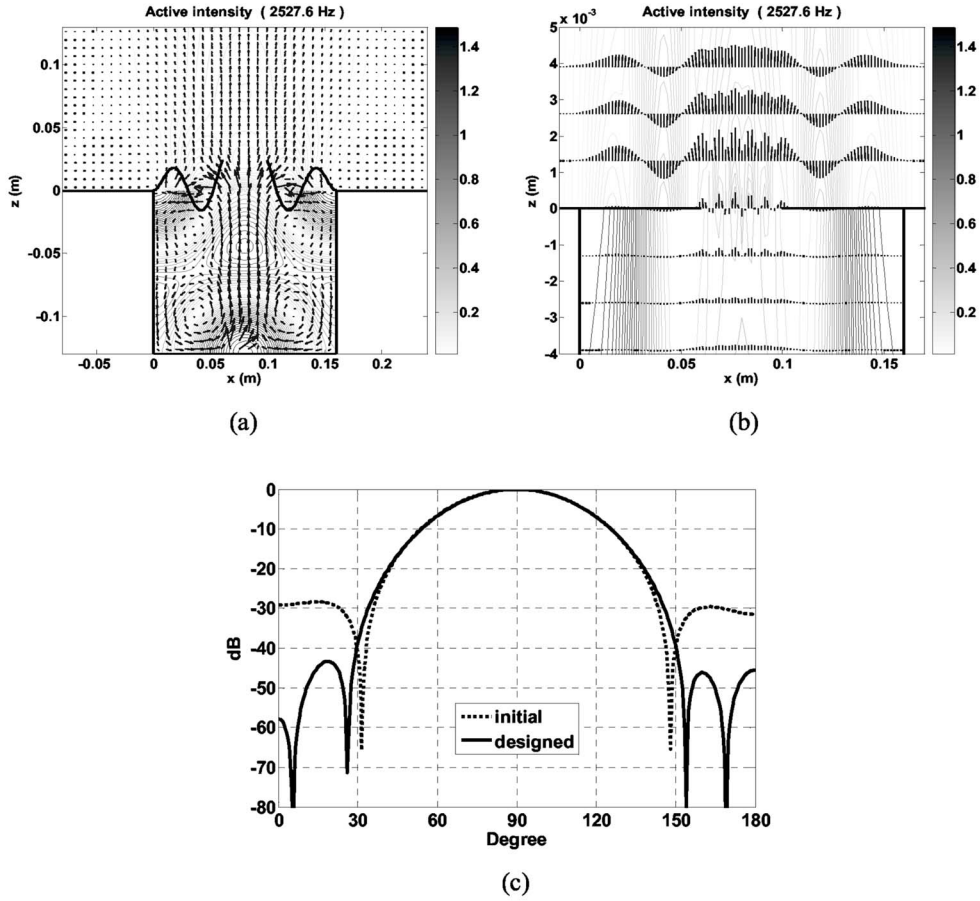 Active intensity ( 2527.6 Hz)
0.1
0.05
0
-0.05
-0.1
z (m)
-0.05 0 0.05 0.1 0.15 0.2
x (m)
1.4
1.2
1
0.8
0.6
0.4
0.2
(a)
x 10⁻³ Active intensity ( 2527.6 Hz)
5
4
3
2
1
0
-1
-2
-3
-4
z (m)
0 0.05 0.1 0.15
x (m)
1.4
1.2
1
0.8
0.6
0.4
0.2
(b)
0
-10
-20
-30
-40
-50
-60
-70
-80
dB
initial
designed
0 30 60 90 120 150 180
Degree
(c)